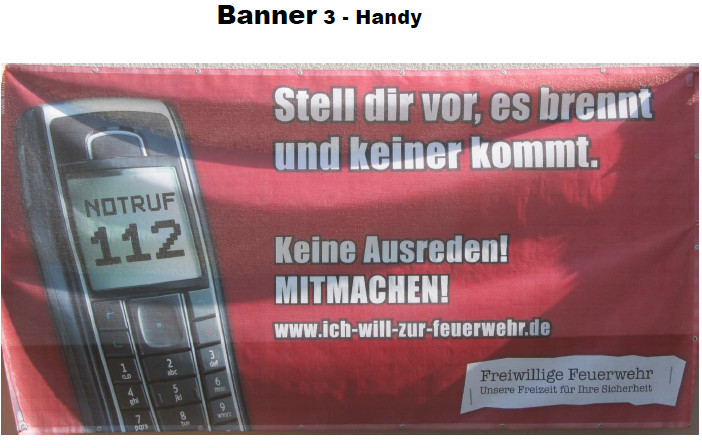 Banner 3 - Handy
Stell dir vor, es brennt
und keiner kommt.
NOTRUF
112
Keine Ausreden!
MITMACHEN!
www.ich-will-zur-feuerwehr.de
Freiwillige Feuerwehr
Unsere Freizeit für Ihre Sicherheit
1 2 3
abc def
4 5 6
ghi jkl mno
7 8 9
pqrs tuv wxyz